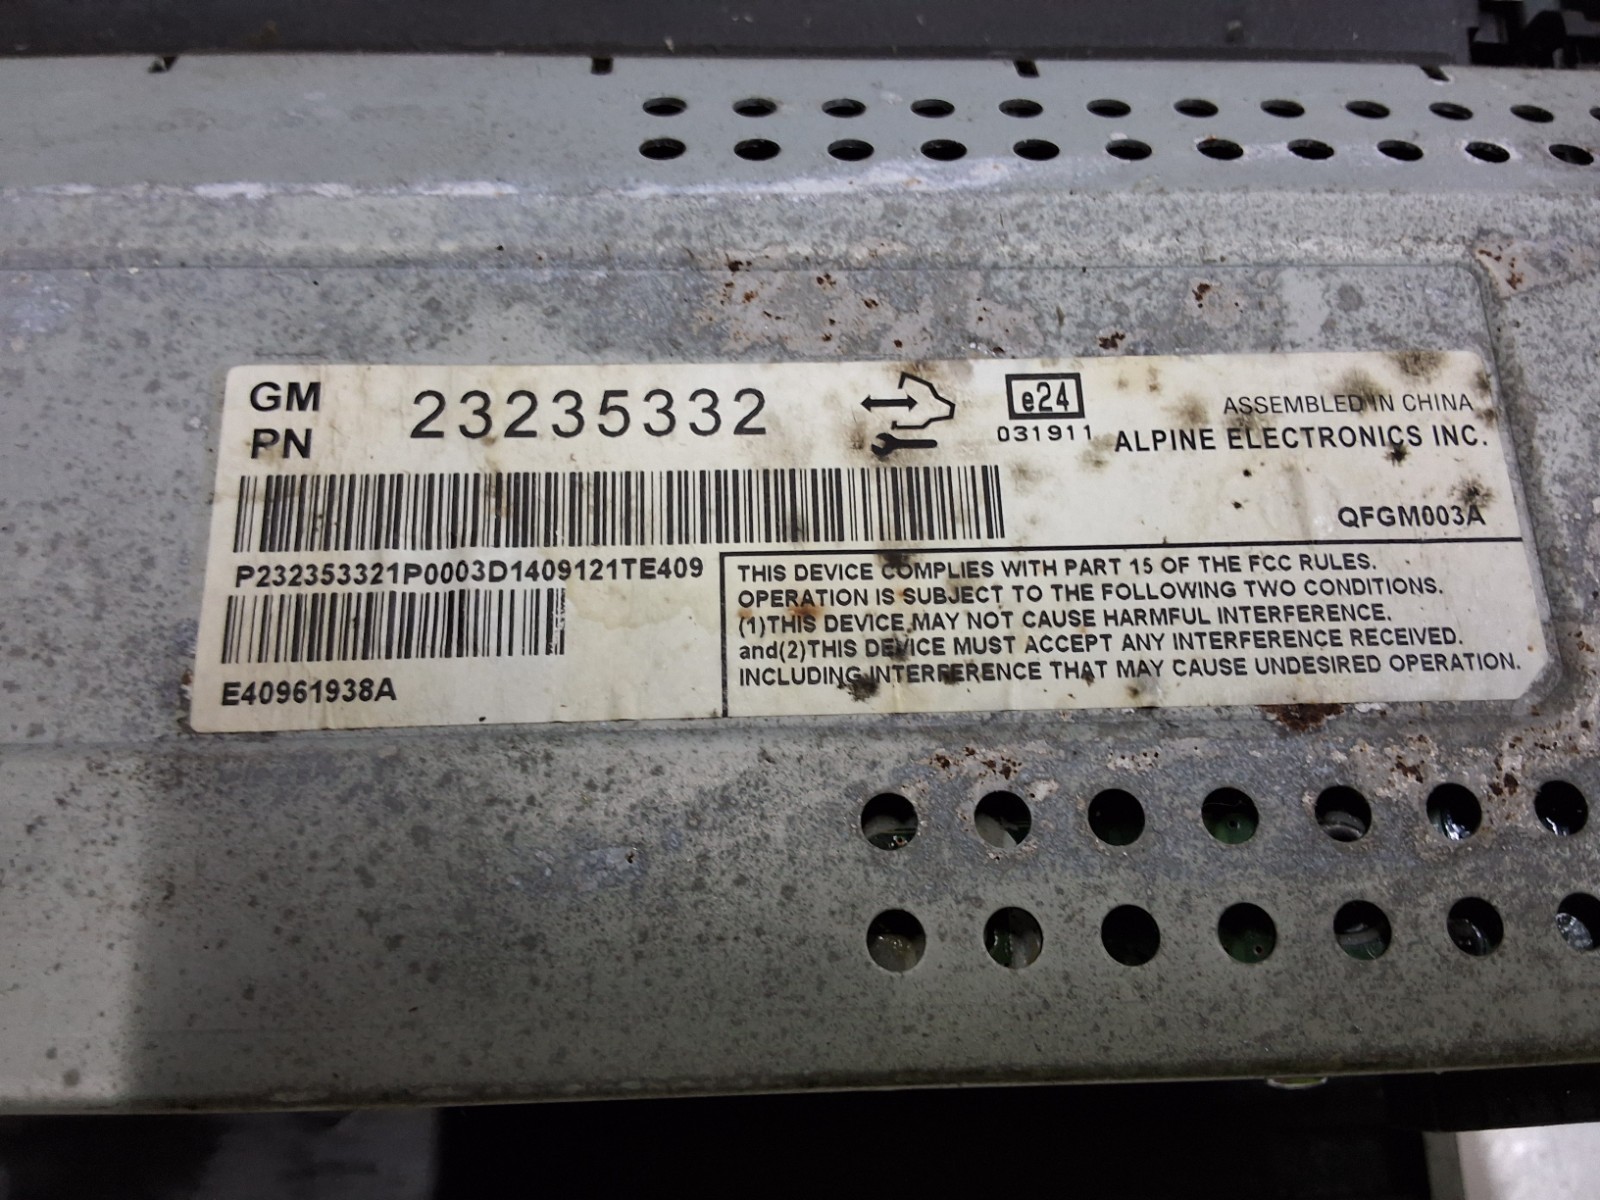 GM
PN
23235332
e24
031911
ASSEMBLED IN CHINA
ALPINE ELECTRONICS INC.
QFGM003A
P232353321P0003D1409121TE409
E40961938A
THIS DEVICE COMPLIES WITH PART 15 OF THE FCC RULES.
OPERATION IS SUBJECT TO THE FOLLOWING TWO CONDITIONS.
(1)THIS DEVICE MAY NOT CAUSE HARMFUL INTERFERENCE.
and(2)THIS DEVICE MUST ACCEPT ANY INTERFERENCE RECEIVED.
INCLUDING INTERFERENCE THAT MAY CAUSE UNDESIRED OPERATION.